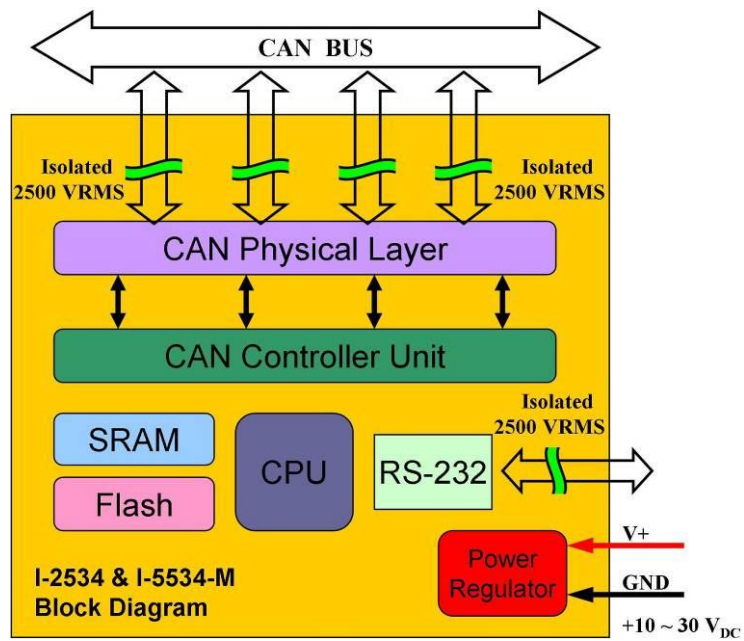 CAN BUS
Isolated
2500 VRMS
Isolated
2500 VRMS
CAN Physical Layer
CAN Controller Unit
SRAM
Flash
CPU
RS-232
Isolated
2500 VRMS
Power
Regulator
V+
GND
+10 ~ 30 VDC
I-2534 & I-5534-M
Block Diagram